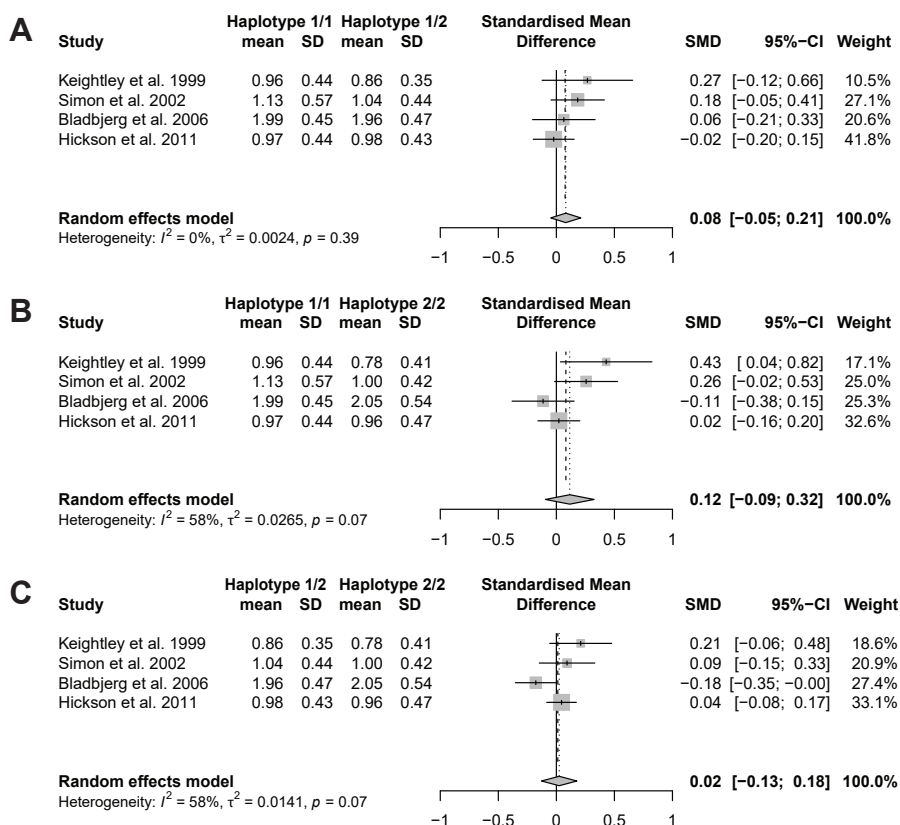 A
Haplotype 1/1 Haplotype 1/2 Standardised Mean
Study mean SD mean SD Difference SMD 95%−CI Weight
Keightley et al. 1999 0.96 0.44 0.86 0.35 0.27 [−0.12; 0.66] 10.5%
Simon et al. 2002 1.13 0.57 1.04 0.44 0.18 [−0.05; 0.41] 27.1%
Bladbjerg et al. 2006 1.99 0.45 1.96 0.47 0.06 [−0.21; 0.33] 20.6%
Hickson et al. 2011 0.97 0.44 0.98 0.43 −0.02 [−0.20; 0.15] 41.8%
Random effects model 0.08 [−0.05; 0.21] 100.0%
Heterogeneity: I² = 0%, τ² = 0.0024, p = 0.39
−1 −0.5 0 0.5 1
B
Haplotype 1/1 Haplotype 2/2 Standardised Mean
Study mean SD mean SD Difference SMD 95%−CI Weight
Keightley et al. 1999 0.96 0.44 0.78 0.41 0.43 [ 0.04; 0.82] 17.1%
Simon et al. 2002 1.13 0.57 1.00 0.42 0.26 [−0.02; 0.53] 25.0%
Bladbjerg et al. 2006 1.99 0.45 2.05 0.54 −0.11 [−0.38; 0.15] 25.3%
Hickson et al. 2011 0.97 0.44 0.96 0.47 0.02 [−0.16; 0.20] 32.6%
Random effects model 0.12 [−0.09; 0.32] 100.0%
Heterogeneity: I² = 58%, τ² = 0.0265, p = 0.07
−1 −0.5 0 0.5 1
C
Haplotype 1/2 Haplotype 2/2 Standardised Mean
Study mean SD mean SD Difference SMD 95%−CI Weight
Keightley et al. 1999 0.86 0.35 0.78 0.41 0.21 [−0.06; 0.48] 18.6%
Simon et al. 2002 1.04 0.44 1.00 0.42 0.09 [−0.15; 0.33] 20.9%
Bladbjerg et al. 2006 1.96 0.47 2.05 0.54 −0.18 [−0.35; −0.00] 27.4%
Hickson et al. 2011 0.98 0.43 0.96 0.47 0.04 [−0.08; 0.17] 33.1%
Random effects model 0.02 [−0.13; 0.18] 100.0%
Heterogeneity: I² = 58%, τ² = 0.0141, p = 0.07
−1 −0.5 0 0.5 1